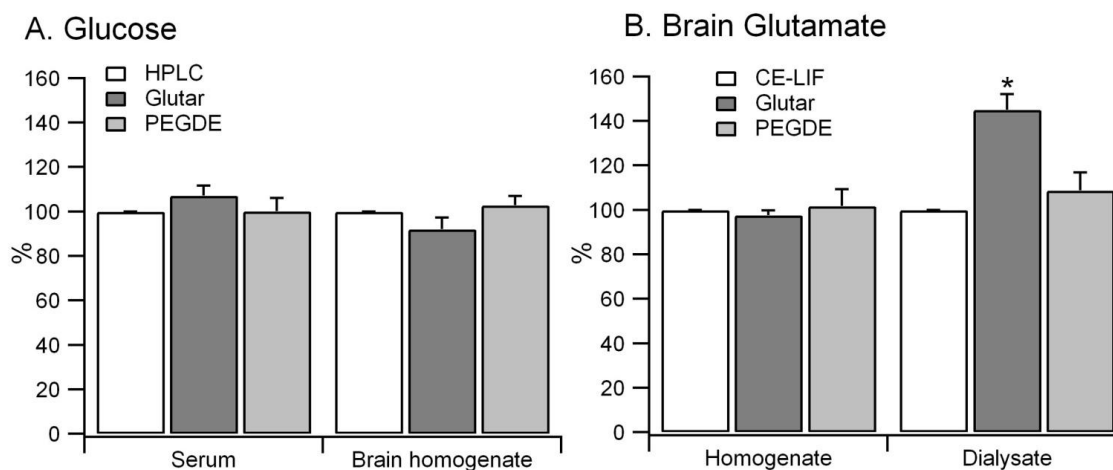 A. Glucose
HPLC
Glutar
PEGDE
160
140
120
100
80
60
40
20
0
%
Serum
Brain homogenate
B. Brain Glutamate
CE-LIF
Glutar
PEGDE
*
160
140
120
100
80
60
40
20
0
%
Homogenate
Dialysate